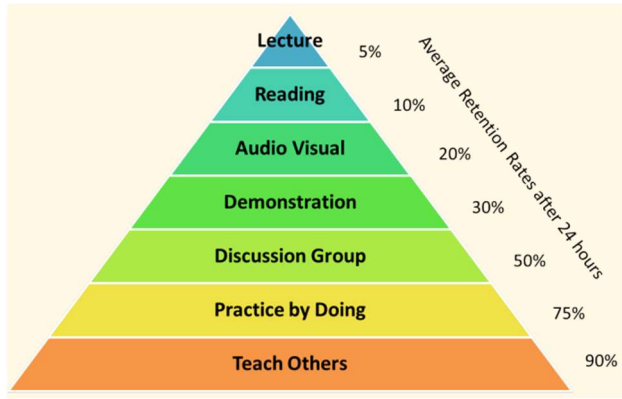 Lecture
5%
Reading
10%
Audio Visual
20%
Demonstration
30%
Discussion Group
50%
Practice by Doing
75%
Teach Others
90%
Average Retention Rates after 24 hours